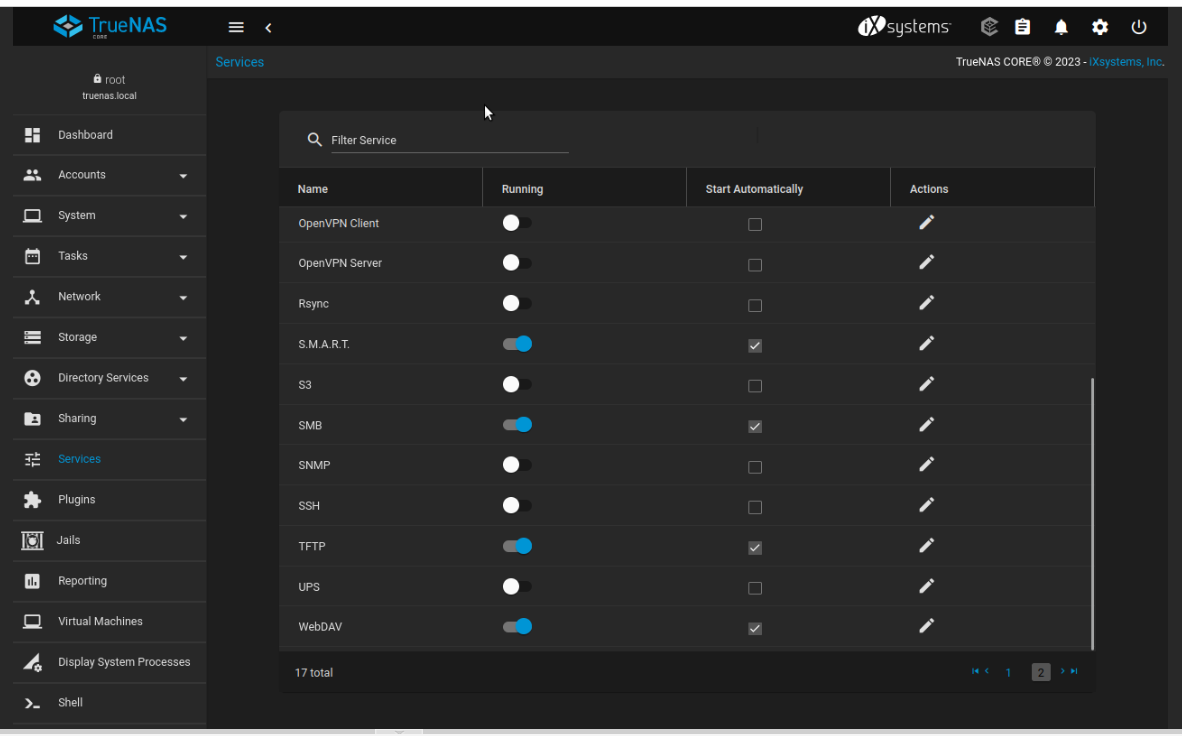 TrueNAS
CORE
iXsystems
root
truenas.local
Services
TrueNAS CORE® © 2023 - iXsystems, Inc.
Dashboard
Accounts
System
Tasks
Network
Storage
Directory Services
Sharing
Services
Plugins
Jails
Reporting
Virtual Machines
Display System Processes
Shell
Filter Service
Name Running Start Automatically Actions
OpenVPN Client
OpenVPN Server
Rsync
S.M.A.R.T.
S3
SMB
SNMP
SSH
TFTP
UPS
WebDAV
17 total 1 2